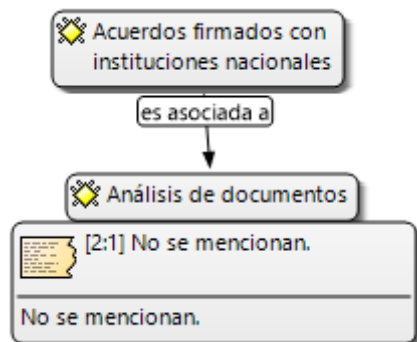 Acuerdos firmados con
instituciones nacionales
es asociada a
Análisis de documentos
[2:1] No se mencionan.
No se mencionan.